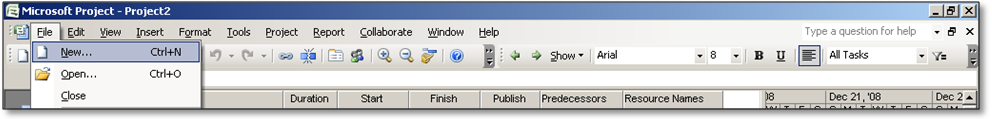 Microsoft Project - Project2
File Edit View Insert Format Tools Project Report Collaborate Window Help Type a question for help
New... Ctrl+N Show Arial 8 B U All Tasks Y=
Open... Ctrl+O
Close Duration Start Finish Publish Predecessors Resource Names '08 Dec 21, '08 Dec 2